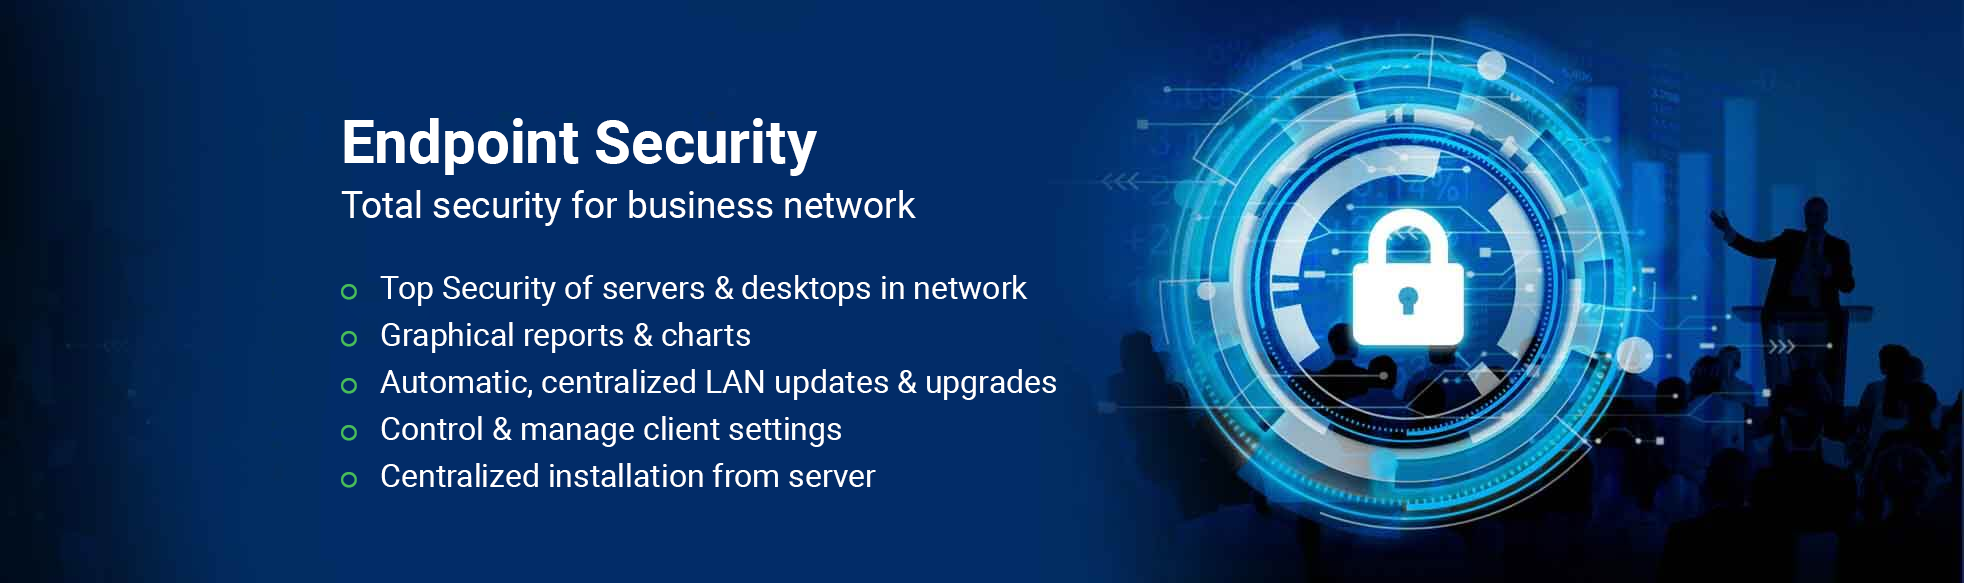 Endpoint Security
Total security for business network
Top Security of servers & desktops in network
Graphical reports & charts
Automatic, centralized LAN updates & upgrades
Control & manage client settings
Centralized installation from server